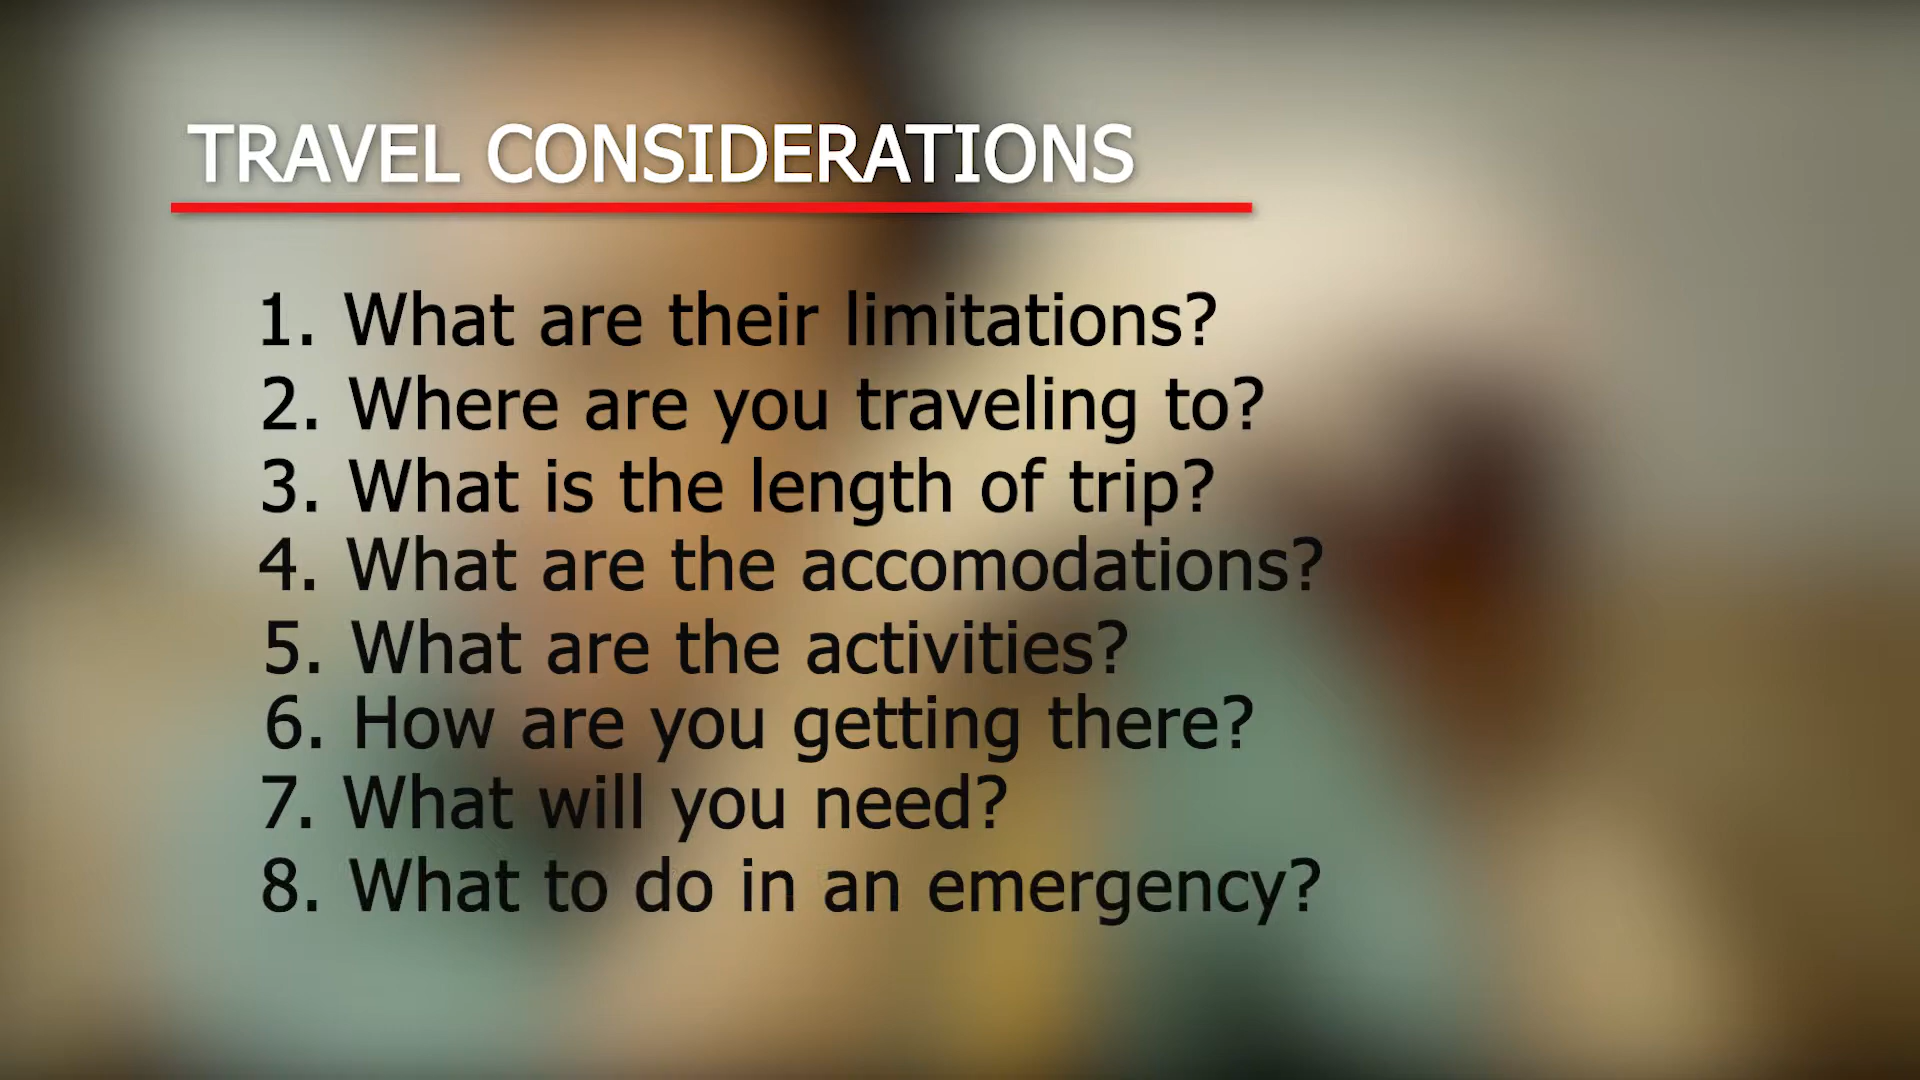 TRAVEL CONSIDERATIONS
1. What are their limitations?
2. Where are you traveling to?
3. What is the length of trip?
4. What are the accomodations?
5. What are the activities?
6. How are you getting there?
7. What will you need?
8. What to do in an emergency?